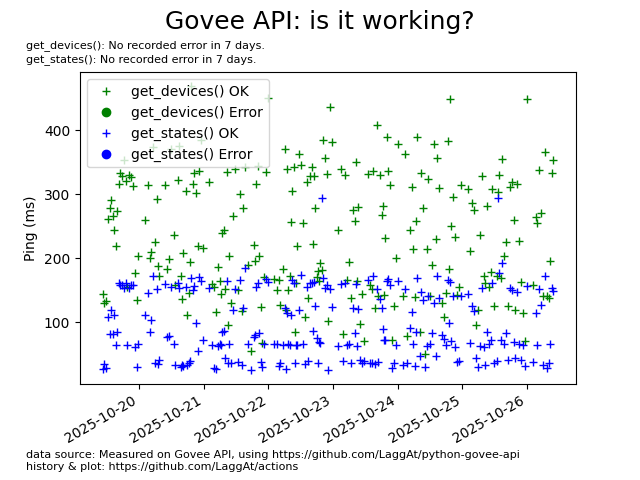 Govee API: is it working?
get_devices(): No recorded error in 7 days.
get_states(): No recorded error in 7 days.
get_devices() OK
get_devices() Error
get_states() OK
get_states() Error
Ping (ms)
400
300
200
100
2025-10-20
2025-10-21
2025-10-22
2025-10-23
2025-10-24
2025-10-25
2025-10-26
data source: Measured on Govee API, using https://github.com/LaggAt/python-govee-api
history & plot: https://github.com/LaggAt/actions